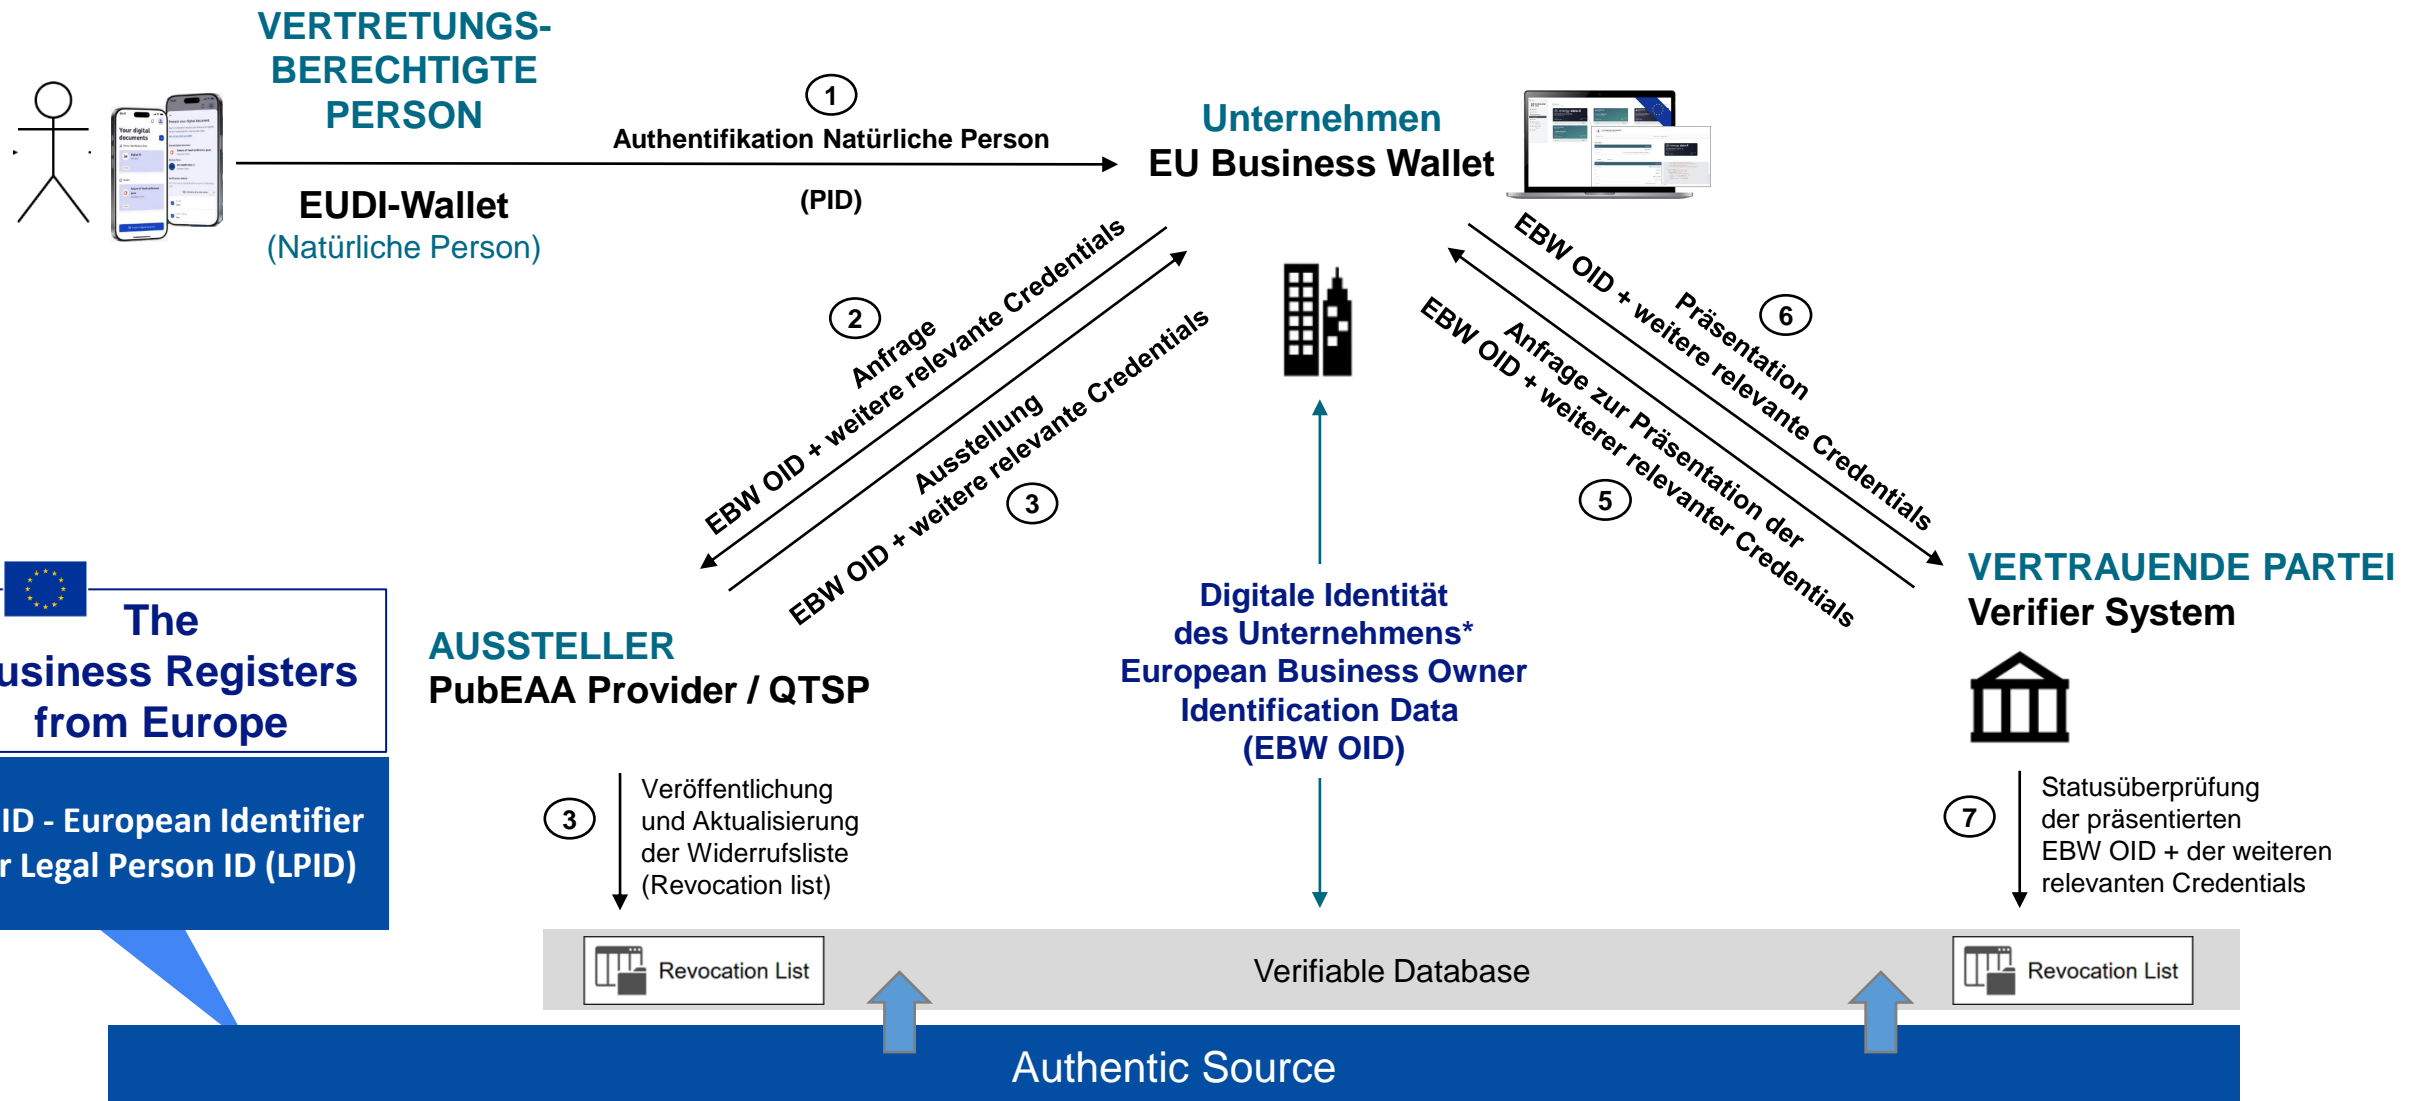 VERTRETUNGS-
BERECHTIGTE
PERSON
EUDI-Wallet
(Natürliche Person)
Your digital
documents
1
Authentifikation Natürliche Person
(PID)
Unternehmen
EU Business Wallet
2
Anfrage
EBW OID + weitere relevante Credentials
Ausstellung
EBW OID + weitere relevante Credentials
3
EBW OID + weitere relevante Credentials
Präsentation
6
Anfrage zur Präsentation der
EBW OID + weiterer relevanter Credentials
5
The
usiness Registers
from Europe
ID - European Identifier
r Legal Person ID (LPID)
AUSSTELLER
PubEAA Provider / QTSP
Digitale Identität
des Unternehmens*
European Business Owner
Identification Data
(EBW OID)
VERTRAUENDE PARTEI
Verifier System
3
Veröffentlichung
und Aktualisierung
der Widerrufsliste
(Revocation list)
7
Statusüberprüfung
der präsentierten
EBW OID + der weiteren
relevanten Credentials
Revocation List
Verifiable Database
Revocation List
Authentic Source